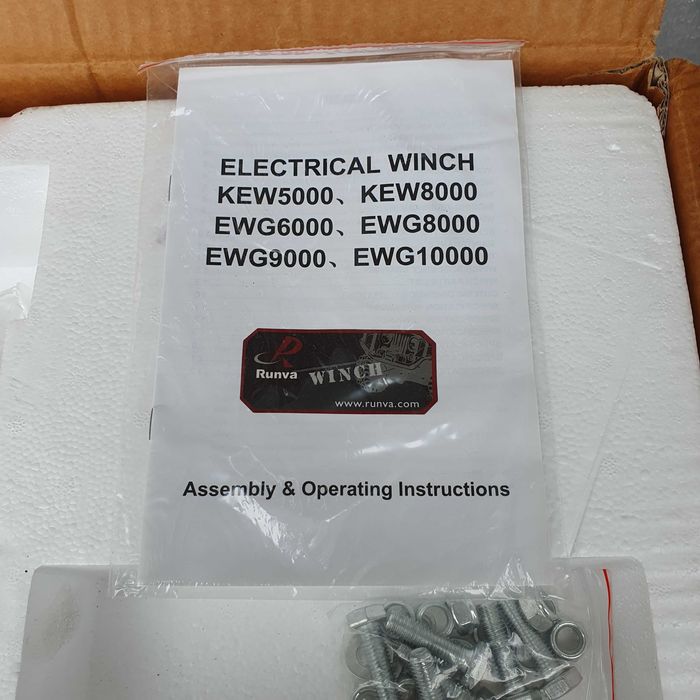 ELECTRICAL WINCH
KEW5000、KEW8000
EWG6000、EWG8000
EWG9000、EWG10000
R
Runva WINCH
www.runva.com
Assembly & Operating Instructions